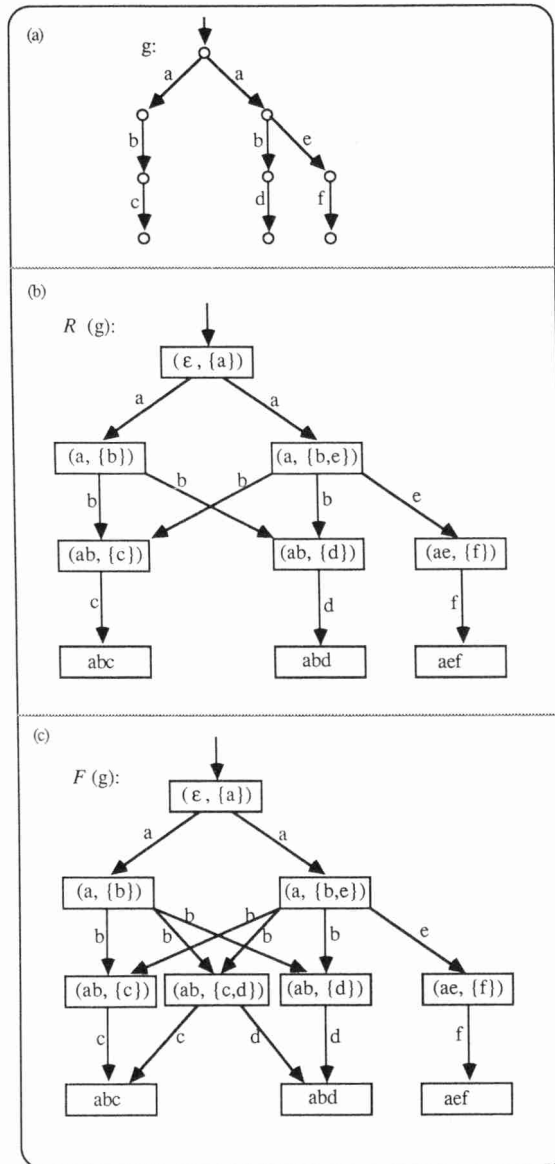 (a)
g:
a a
b b e
c d f
(b)
R (g):
(ε, {a})
a a
(a, {b}) (a, {b,e})
b b b b e
(ab, {c}) (ab, {d}) (ae, {f})
c d f
abc abd aef
(c)
F (g):
(ε, {a})
a a
(a, {b}) (a, {b,e})
b b b b b b e
(ab, {c}) (ab, {c,d}) (ab, {d}) (ae, {f})
c c d d f
abc abd aef